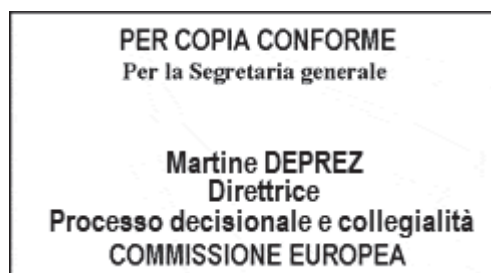 PER COPIA CONFORME
Per la Segretaria generale
Martine DEPREZ
Direttrice
Processo decisionale e collegialità
COMMISSIONE EUROPEA